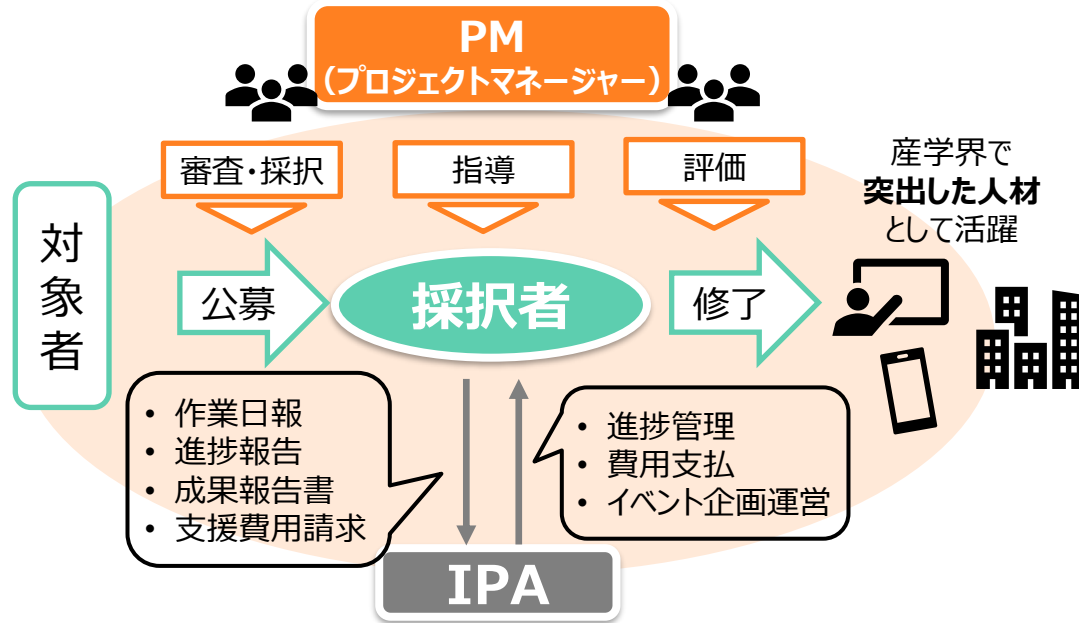 PM
（プロジェクトマネージャー）
審査・採択
指導
評価
産学界で
突出した人材
として活躍
対象者
公募
採択者
修了
• 作業日報
• 進捗報告
• 成果報告書
• 支援費用請求
• 進捗管理
• 費用支払
• イベント企画運営
IPA